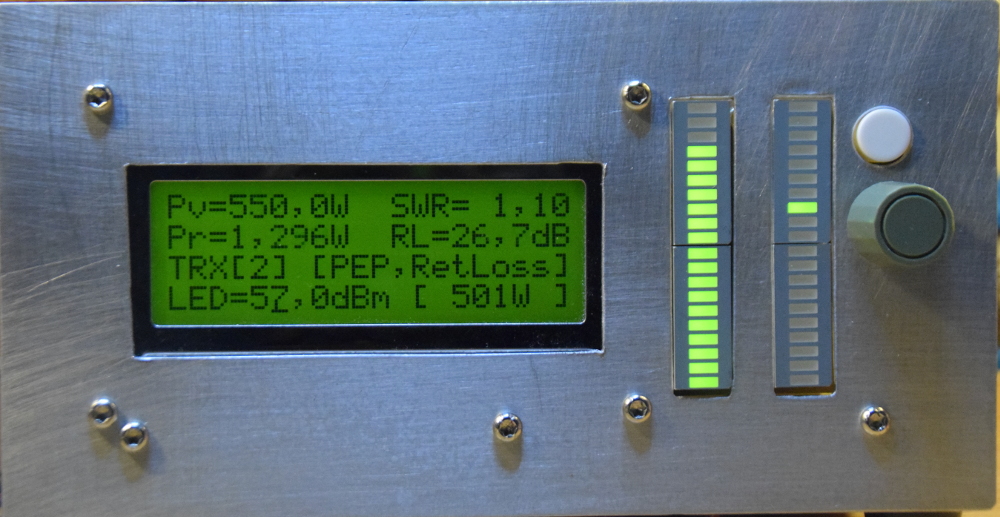 Pv=550,0W SWR= 1,10
Pr=1,296W RL=26,7dB
TRX[2] [PEP,RetLoss]
LED=57,0dBm [ 501W ]